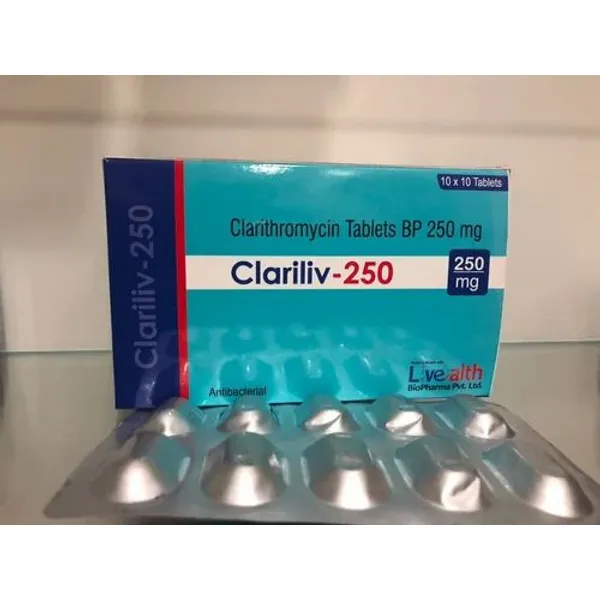 Clariliv-250
10 x 10 Tablets
Clarithromycin Tablets BP 250 mg
Clariliv-250
250
mg
Antibacterial
Livealth
BioPharma Pvt. Ltd.